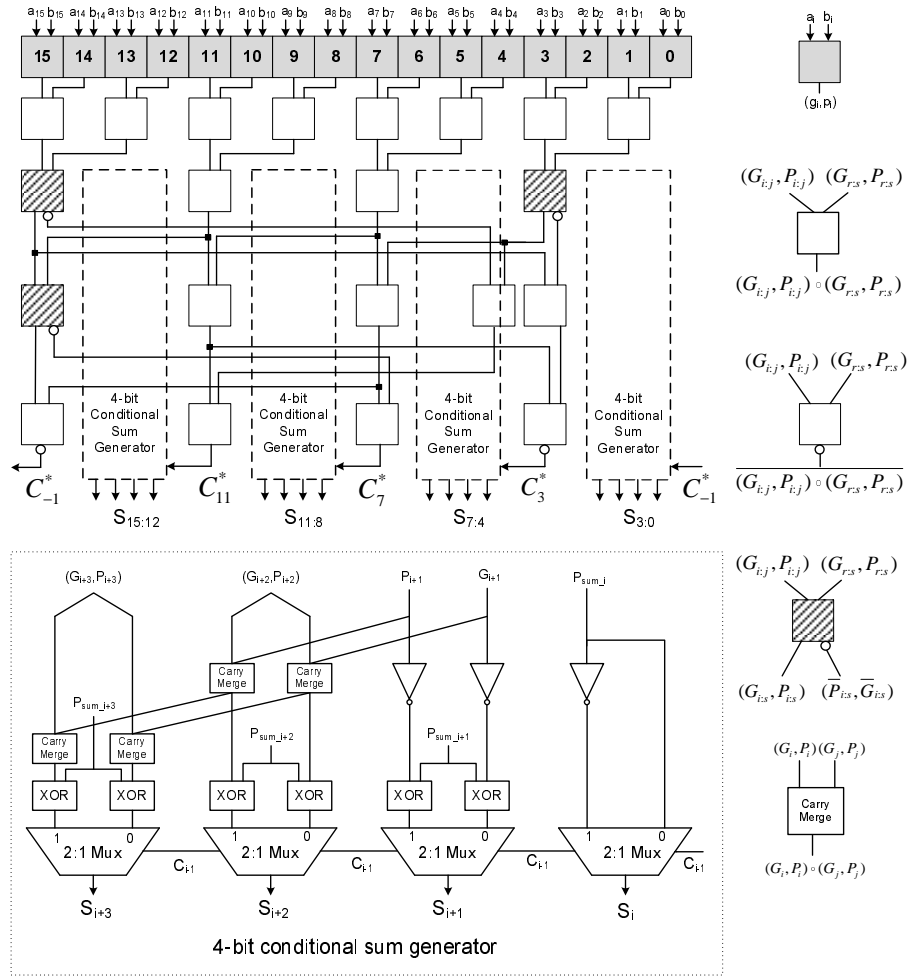 a15 b15 a14 b14 a13 b13 a12 b12 a11 b11 a10 b10 a9 b9 a8 b8 a7 b7 a6 b6 a5 b5 a4 b4 a3 b3 a2 b2 a1 b1 a0 b0
15 14 13 12 11 10 9 8 7 6 5 4 3 2 1 0
4-bit Conditional Sum Generator
4-bit Conditional Sum Generator
4-bit Conditional Sum Generator
4-bit Conditional Sum Generator
C*-1 C*11 C*7 C*3 C*-1
S15:12 S11:8 S7:4 S3:0
ai bi
(gi,pi)
(Gi:j, Pi:j) (Gr:s, Pr:s)
(Gi:j, Pi:j) ∘ (Gr:s, Pr:s)
(Gi:j, Pi:j) (Gr:s, Pr:s)
(Gi:j, Pi:j) ∘ (Gr:s, Pr:s)
(Gi:j, Pi:j) (Gr:s, Pr:s)
(Gi:s, Pi:s) (P̅i:s, G̅i:s)
(Gi, Pi)(Gj, Pj)
Carry Merge
(Gi, Pi) ∘ (Gj, Pj)
(Gi+3,Pi+3) (Gi+2,Pi+2) Pi+1 Gi+1 Psum_i
Carry Merge Carry Merge
Psum_i+3 Psum_i+2 Psum_i+1
Carry Merge Carry Merge
XOR XOR XOR XOR XOR XOR
1 0 1 0 1 0 1 0
2:1 Mux 2:1 Mux 2:1 Mux 2:1 Mux
Ci-1 Ci-1 Ci-1 Ci-1
Si+3 Si+2 Si+1 Si
4-bit conditional sum generator